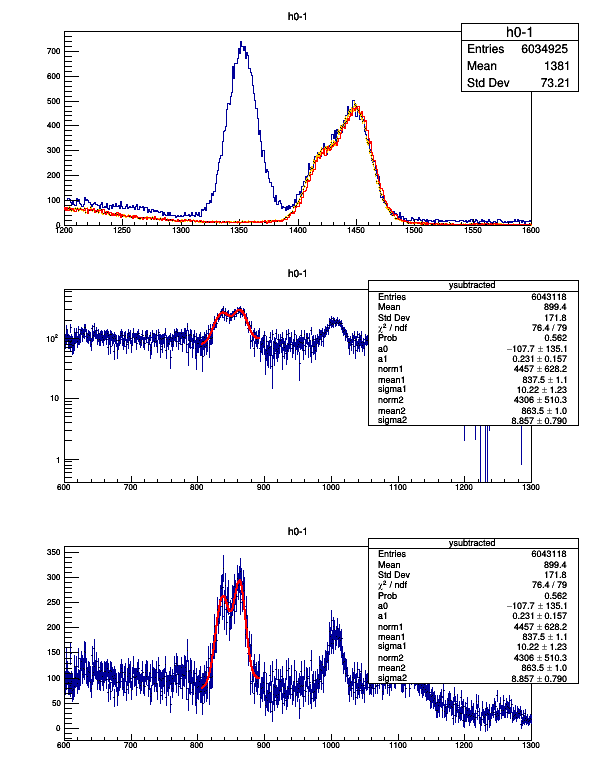 h0-1
h0-1
Entries 6034925
Mean 1381
Std Dev 73.21
700
600
500
400
300
200
100
0
1200 1250 1300 1350 1400 1450 1500 1550 1600
h0-1
ysubtracted
Entries 6043118
Mean 899.4
Std Dev 171.8
χ² / ndf 76.4 / 79
Prob 0.562
a0 −107.7 ± 135.1
a1 0.231 ± 0.157
norm1 4457 ± 628.2
mean1 837.5 ± 1.1
sigma1 10.22 ± 1.23
norm2 4306 ± 510.3
mean2 863.5 ± 1.0
sigma2 8.857 ± 0.790
10²
10
1
600 700 800 900 1000 1100 1200 1300
h0-1
ysubtracted
Entries 6043118
Mean 899.4
Std Dev 171.8
χ² / ndf 76.4 / 79
Prob 0.562
a0 −107.7 ± 135.1
a1 0.231 ± 0.157
norm1 4457 ± 628.2
mean1 837.5 ± 1.1
sigma1 10.22 ± 1.23
norm2 4306 ± 510.3
mean2 863.5 ± 1.0
sigma2 8.857 ± 0.790
350
300
250
200
150
100
50
0
600 700 800 900 1000 1100 1200 1300